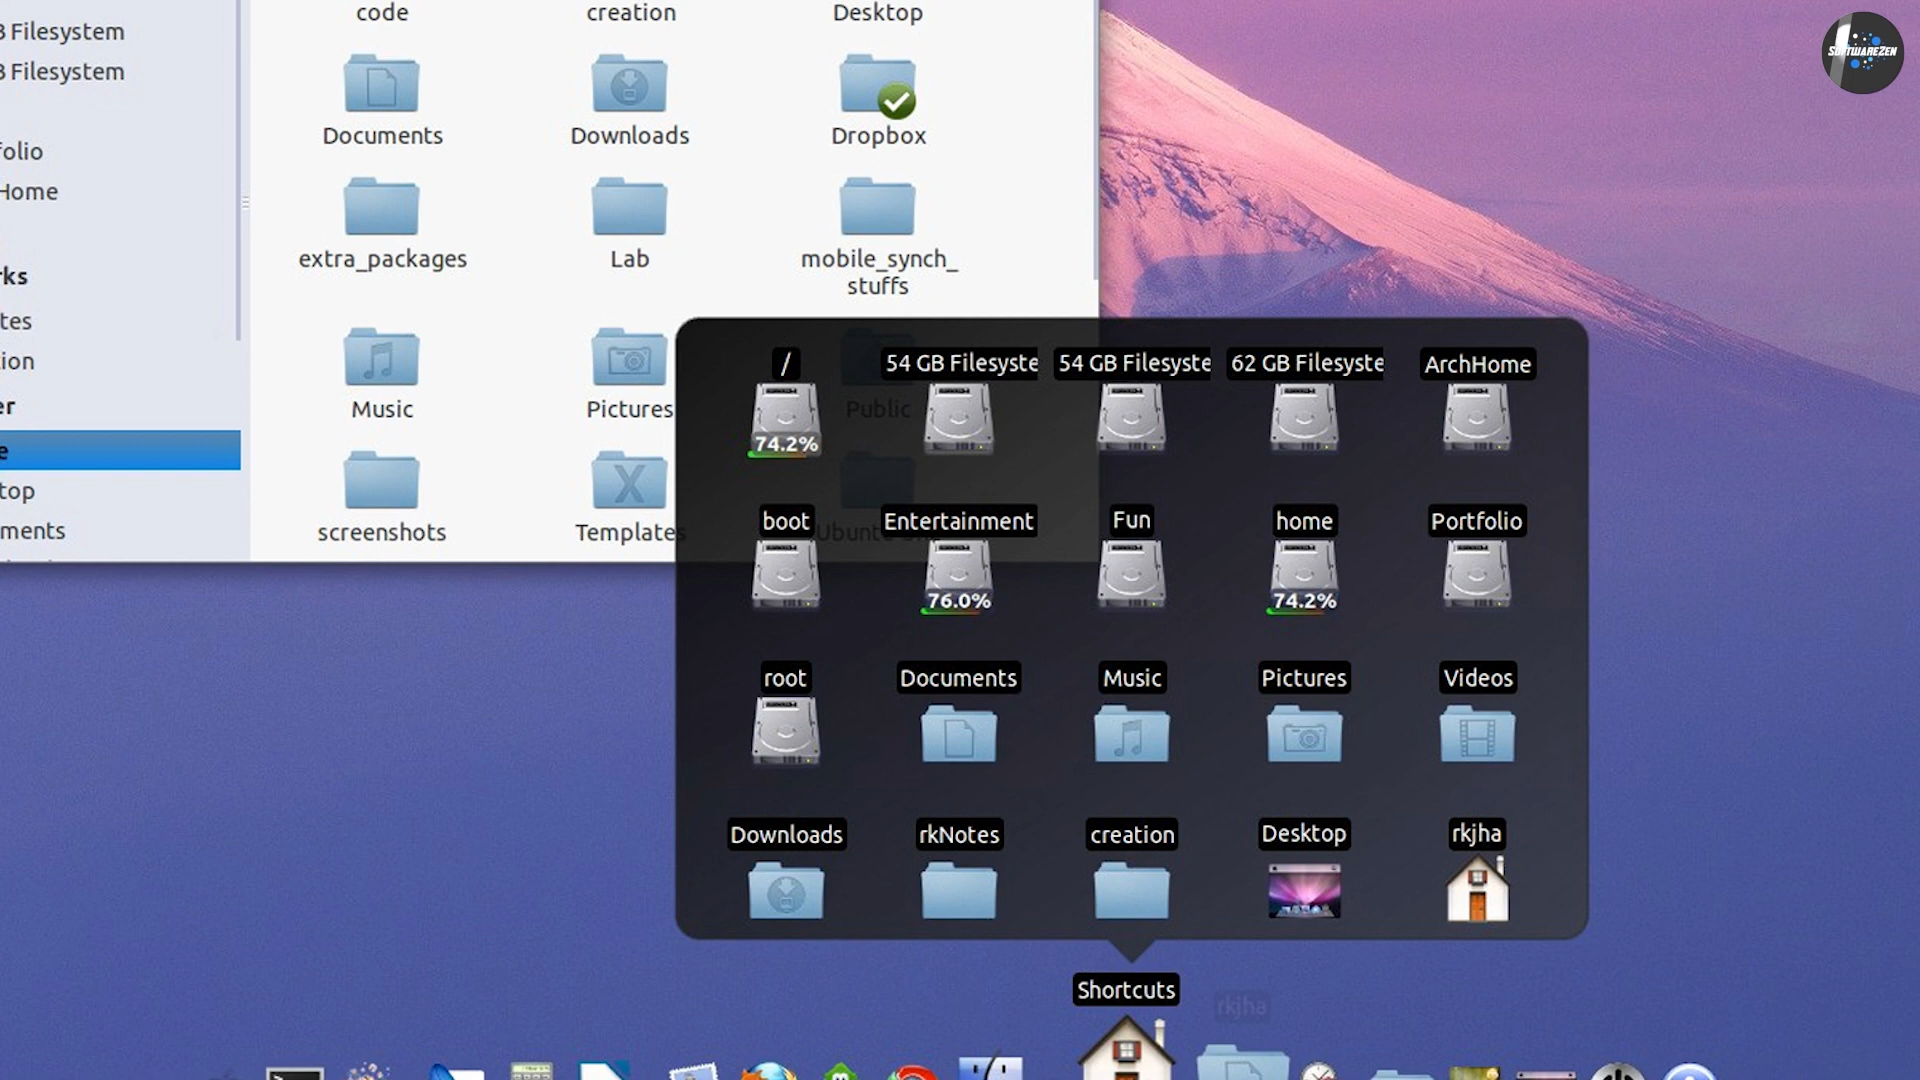 code
creation
Desktop
Filesystem
Filesystem
Documents
Downloads
Dropbox
folio
Home
extra_packages
Lab
mobile_synch_
stuffs
rks
tes
tion
er
e
top
ments
Music
Pictures
Public
screenshots
Templates
Ubuntu
/
54 GB Filesyste
54 GB Filesyste
62 GB Filesyste
ArchHome
74.2%
boot
Entertainment
Fun
home
Portfolio
76.0%
74.2%
root
Documents
Music
Pictures
Videos
Downloads
rkNotes
creation
Desktop
rkjha
Shortcuts
rkjha
SOFTWAREZEN